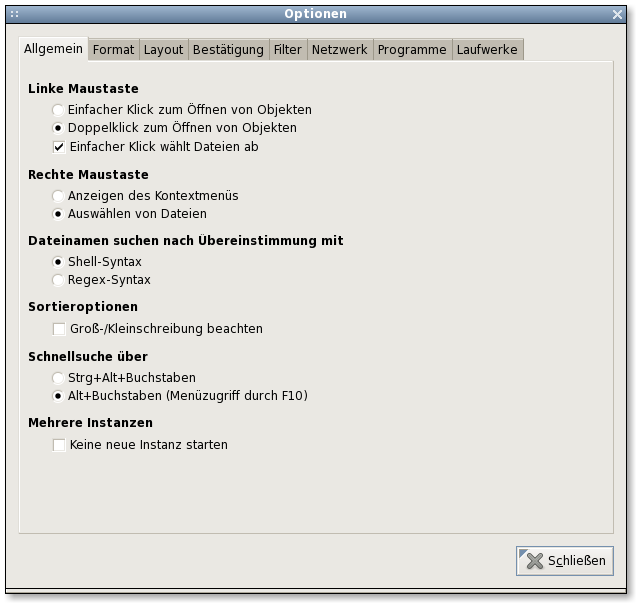 Optionen
Allgemein Format Layout Bestätigung Filter Netzwerk Programme Laufwerke
Linke Maustaste
Einfacher Klick zum Öffnen von Objekten
Doppelklick zum Öffnen von Objekten
Einfacher Klick wählt Dateien ab
Rechte Maustaste
Anzeigen des Kontextmenüs
Auswählen von Dateien
Dateinamen suchen nach Übereinstimmung mit
Shell-Syntax
Regex-Syntax
Sortieroptionen
Groß-/Kleinschreibung beachten
Schnellsuche über
Strg+Alt+Buchstaben
Alt+Buchstaben (Menüzugriff durch F10)
Mehrere Instanzen
Keine neue Instanz starten
Schließen